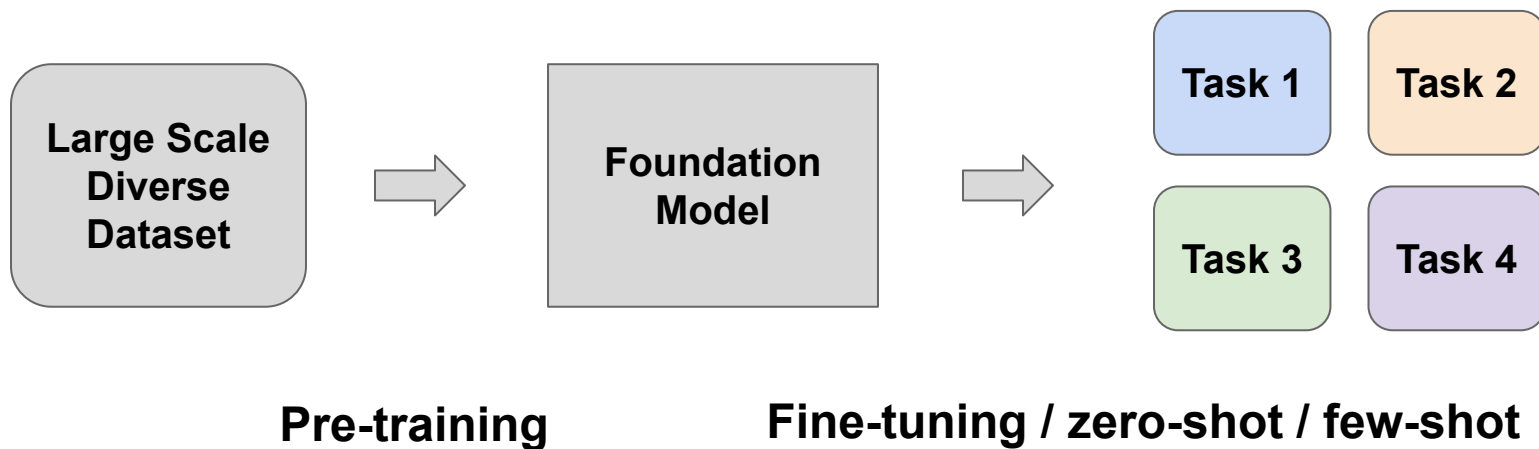 Large Scale
Diverse
Dataset
Foundation
Model
Task 1
Task 2
Task 3
Task 4
Pre-training
Fine-tuning / zero-shot / few-shot